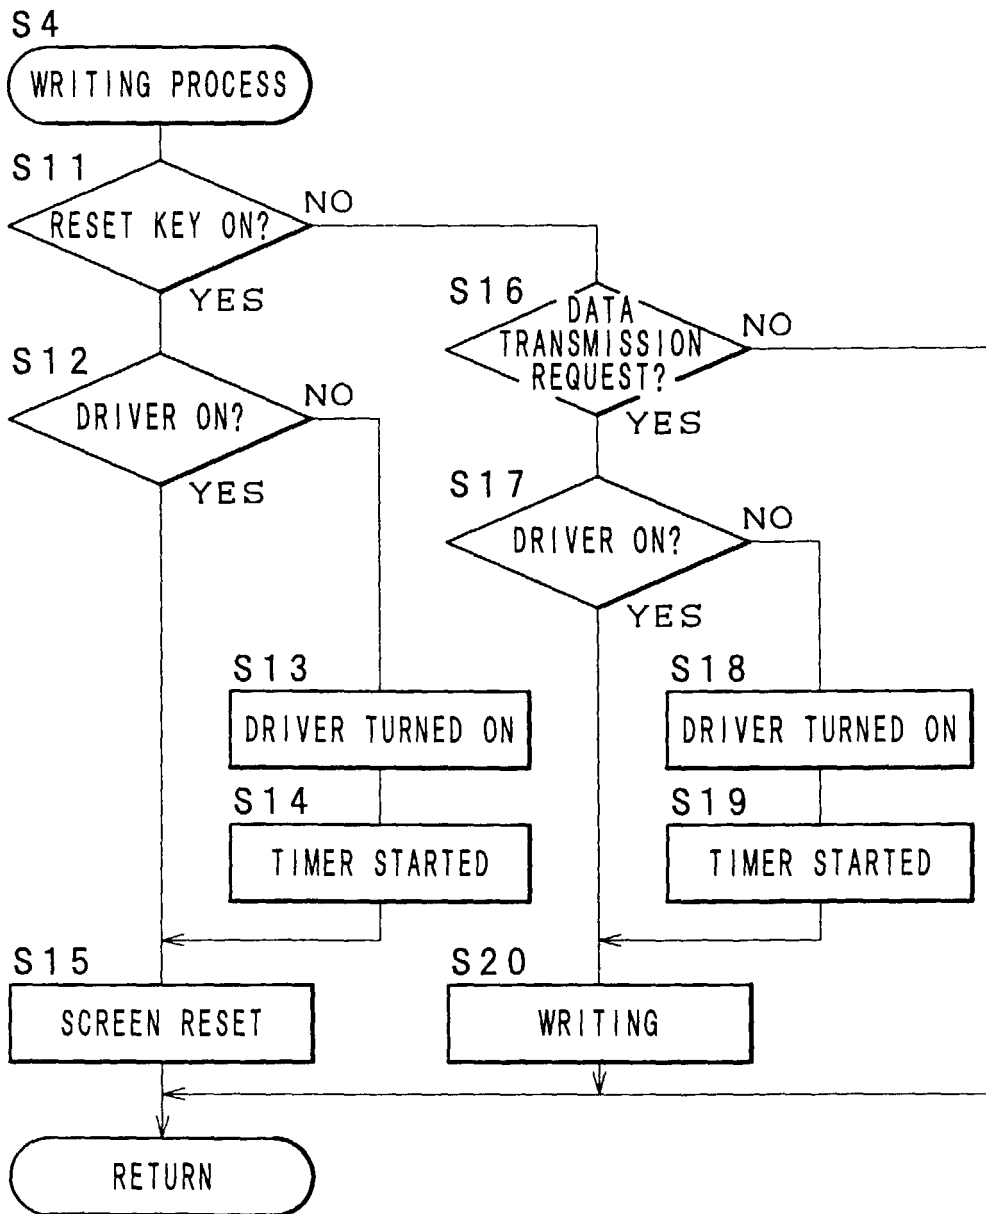 S4
WRITING PROCESS
S11
RESET KEY ON?
NO
YES
S12
DRIVER ON?
NO
YES
S13
DRIVER TURNED ON
S14
TIMER STARTED
S15
SCREEN RESET
S16
DATA
TRANSMISSION
REQUEST?
NO
YES
S17
DRIVER ON?
NO
YES
S18
DRIVER TURNED ON
S19
TIMER STARTED
S20
WRITING
RETURN